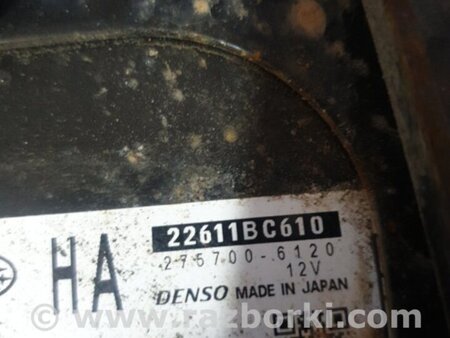 22611BC610
275700-6120
12V
HA
DENSO MADE IN JAPAN
© www.razborki.com